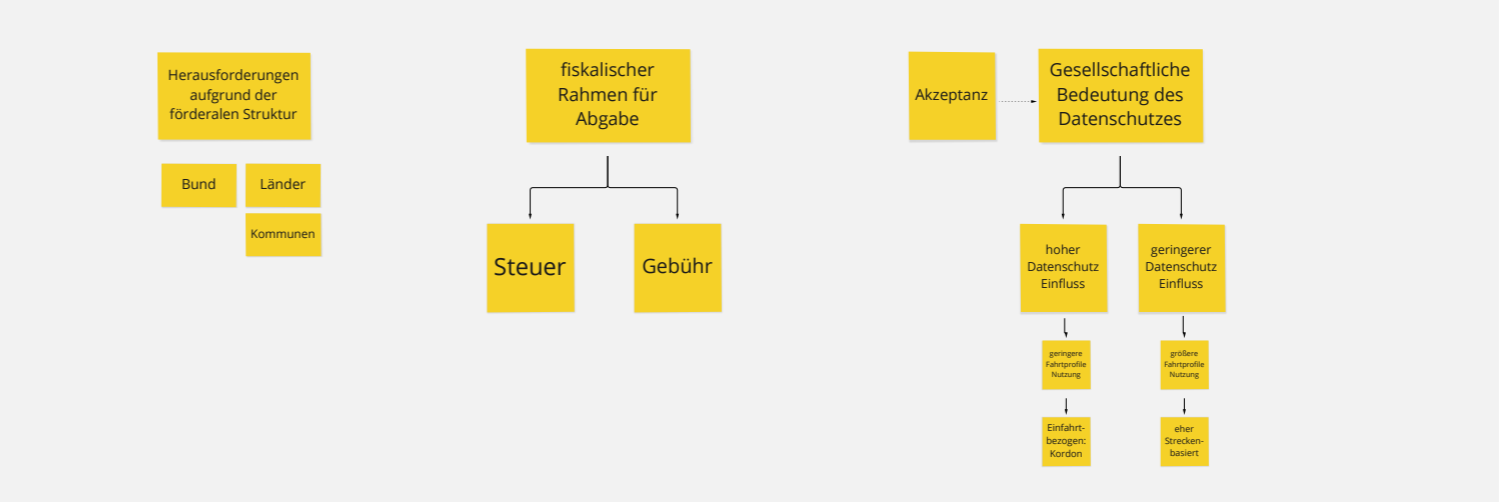 Herausforderungen
aufgrund der
förderalen Struktur
Bund
Länder
Kommunen
fiskalischer
Rahmen für
Abgabe
Steuer
Gebühr
Akzeptanz
Gesellschaftliche
Bedeutung des
Datenschutzes
hoher
Datenschutz
Einfluss
geringerer
Datenschutz
Einfluss
geringere
Fahrtprofile
Nutzung
größere
Fahrtprofile
Nutzung
Einfahrt-
bezogen:
Kordon
eher
Strecken-
basiert